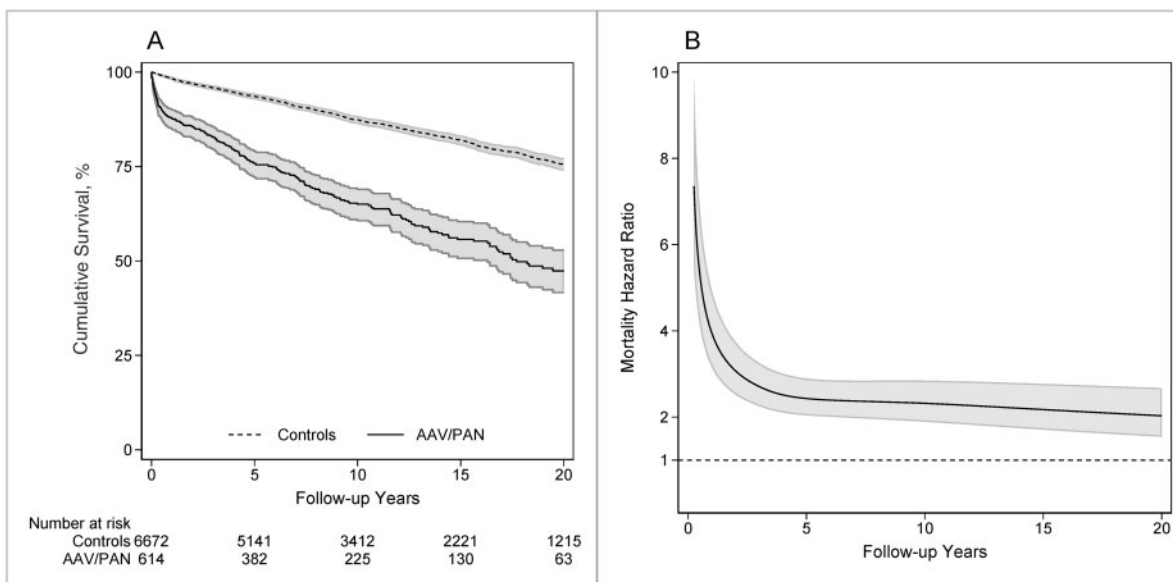 A
100
75
50
25
0
Cumulative Survival, %
Controls AAV/PAN
0 5 10 15 20
Follow-up Years
Number at risk
Controls 6672 5141 3412 2221 1215
AAV/PAN 614 382 225 130 63
B
10
8
6
4
2
1
Mortality Hazard Ratio
0 5 10 15 20
Follow-up Years